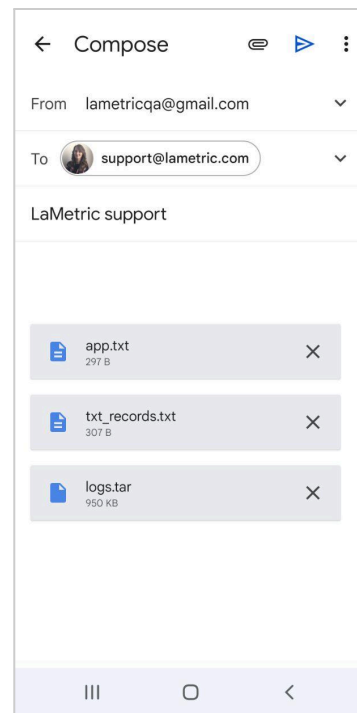 Compose
From lametricqa@gmail.com
To support@lametric.com
LaMetric support
app.txt
297 B
txt_records.txt
307 B
logs.tar
950 KB